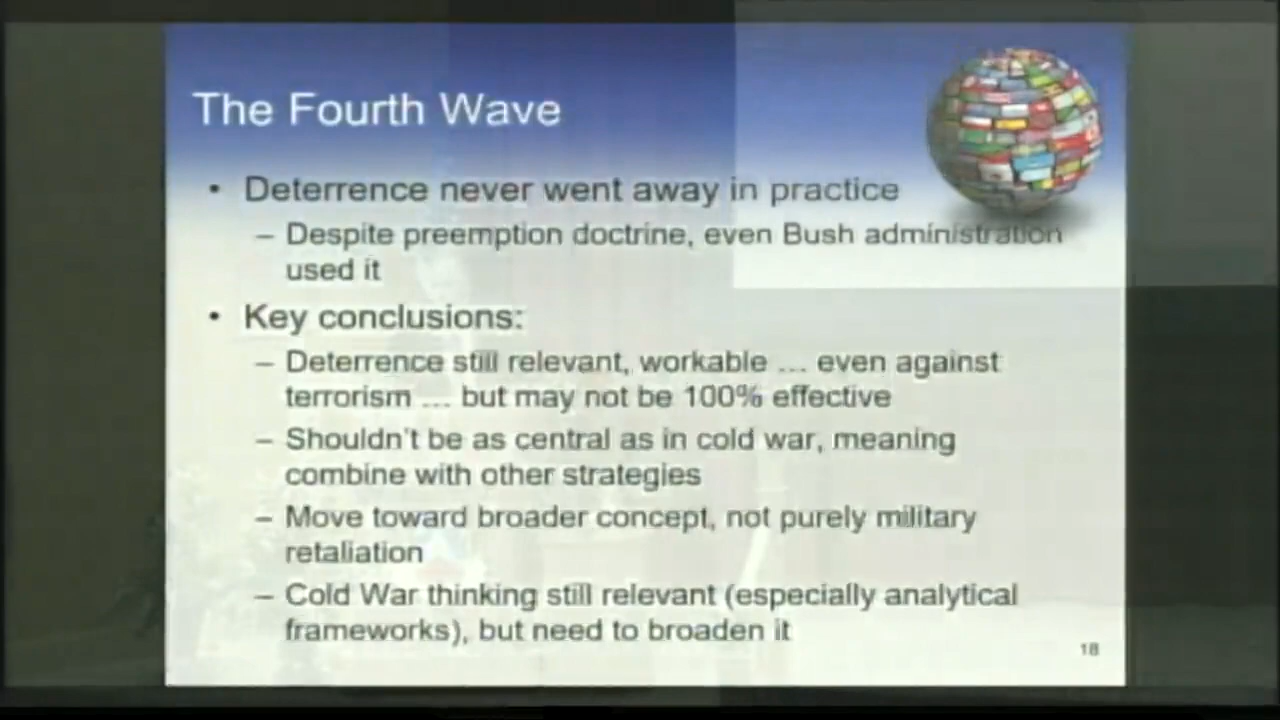 The Fourth Wave
• Deterrence never went away in practice
– Despite preemption doctrine, even Bush administration
used it
• Key conclusions:
– Deterrence still relevant, workable ... even against
terrorism ... but may not be 100% effective
– Shouldn't be as central as in cold war, meaning
combine with other strategies
– Move toward broader concept, not purely military
retaliation
– Cold War thinking still relevant (especially analytical
frameworks), but need to broaden it
18